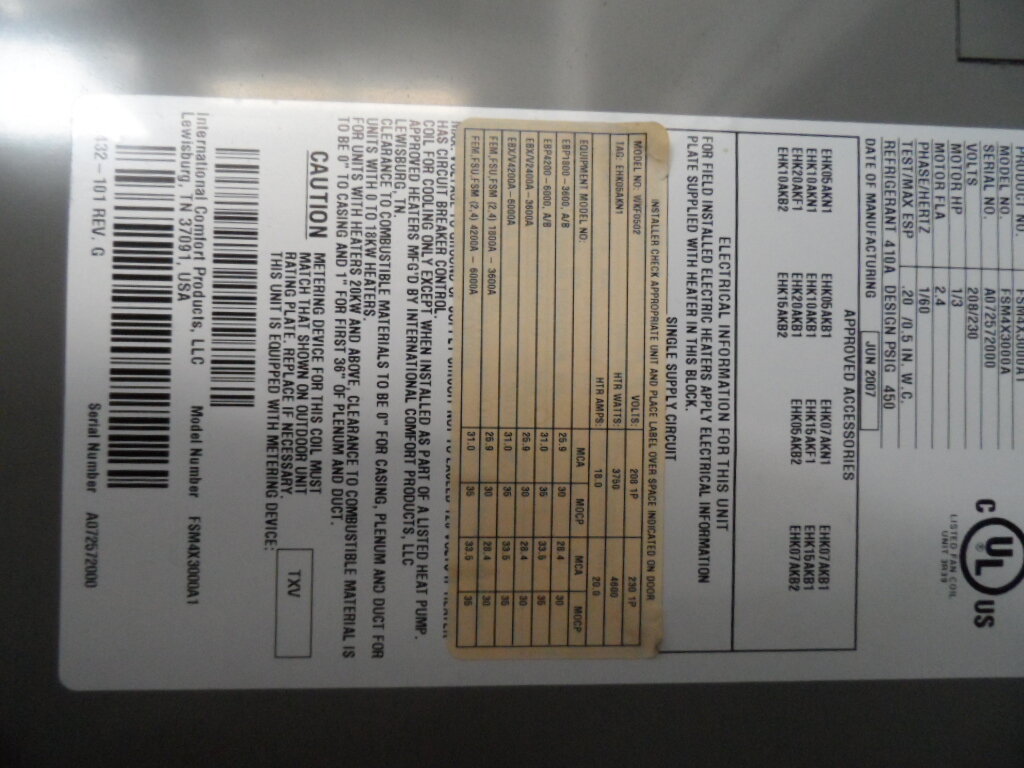 PRODUCT NO. FSM4X3000AT
MODEL NO. FSM4X3000A
SERIAL NO. A072572000
VOLTS 208/230
MOTOR HP 1/3
MOTOR FLA 2.4
PHASE/HERTZ 1/60
TEST/MAX ESP .20 /0.5 IN. W.C.
REFRIGERANT 410A DESIGN PSIG 450
DATE OF MANUFACTURING JUN 2007
C UL ® US
LISTED FAN COIL
UNIT
APPROVED ACCESSORIES
EHK05AKN1 EHK05AKB1 EHK07AKN1 EHK07AKB1
EHK10AKN1 EHK10AKB1 EHK15AKF1 EHK15AKB1
EHK20AKF1 EHK20AKB1 EHK05AKB2 EHK07AKB2
EHK10AKB2 EHK15AKB2
ELECTRICAL INFORMATION FOR THIS UNIT
FOR FIELD INSTALLED ELECTRIC HEATERS APPLY ELECTRICAL INFORMATION
PLATE SUPPLIED WITH HEATER IN THIS BLOCK.
SINGLE SUPPLY CIRCUIT
INSTALLER CHECK APPROPRIATE UNIT AND PLACE LABEL OVER SPACE INDICATED ON DOOR
MODEL NO: WKF0502 VOLTS: 208 1P 230 1P
TAG: EHK05AKN1 HTR WATTS: 3750 4600
HTR AMPS: 18.0 20.0
EQUIPMENT MODEL NO: MCA MOCP MCA MOCP
EBP1800-3600, A/B 25.9 30 28.4 30
EBP4200-6000, A/B 31.0 35 33.5 35
EBX/V2400A-3600A 25.9 30 28.4 30
EBX/V4200A-6000A 31.0 35 33.5 35
FEM,FSU,FSM (2,4) 1800A - 3600A 25.9 30 28.4 30
FEM,FSU,FSM (2,4) 4200A - 6000A 31.0 35 33.5 35
HAS CIRCUIT BREAKER CONTROL.
COIL FOR COOLING ONLY EXCEPT WHEN INSTALLED AS PART OF A LISTED HEAT PUMP.
APPROVED HEATERS MFG'D BY INTERNATIONAL COMFORT PRODUCTS, LLC
LEWISBURG, TN.
CLEARANCE TO COMBUSTIBLE MATERIALS TO BE 0" FOR CASING, PLENUM AND DUCT FOR
UNITS WITH 0 TO 18KW HEATERS.
FOR UNITS WITH HEATERS 20KW AND ABOVE, CLEARANCE TO COMBUSTIBLE MATERIAL IS
TO BE 0" TO CASING AND 1" FOR FIRST 36" OF PLENUM AND DUCT.
CAUTION
METERING DEVICE FOR THIS COIL MUST
MATCH THAT SHOWN ON OUTDOOR UNIT
RATING PLATE. REPLACE IF NECESSARY.
THIS UNIT IS EQUIPPED WITH METERING DEVICE: TXV
International Comfort Products, LLC
Lewisburg, TN 37091, USA
Model Number FSM4X3000A1
Serial Number A072572000
432-101 REV. G